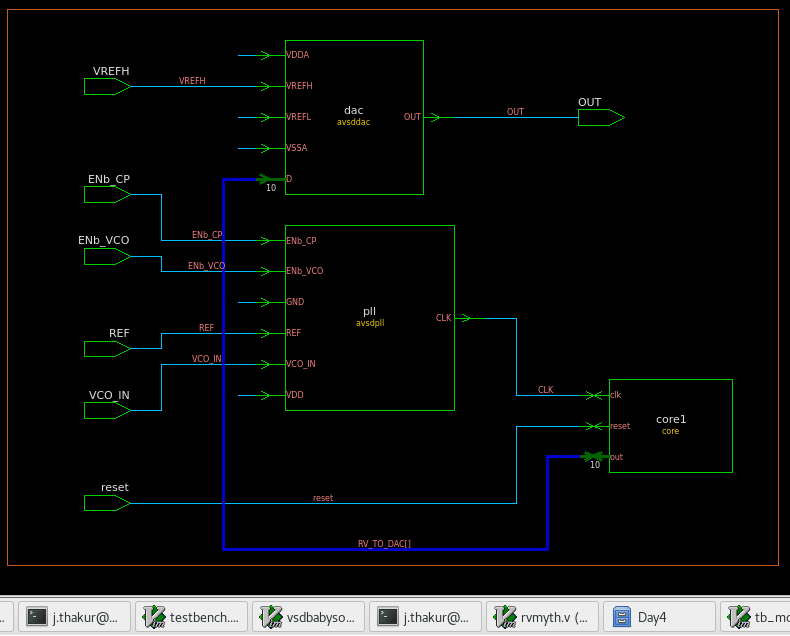 VDDA
VREFH
VREFH
VREFH
dac
avsddac
VREFL
OUT
OUT
OUT
VSSA
ENb_CP
D
10
ENb_CP
ENb_CP
ENb_VCO
ENb_VCO
ENb_VCO
GND
pll
avsdpll
CLK
REF
REF
REF
VCO_IN
VCO_IN
VCO_IN
VDD
CLK
clk
core1
core
reset
out
10
reset
reset
RV_TO_DAC[]
... j.thakur@... testbench.... vsdbabyso... j.thakur@... rvmyth.v (... Day4 tb_mo